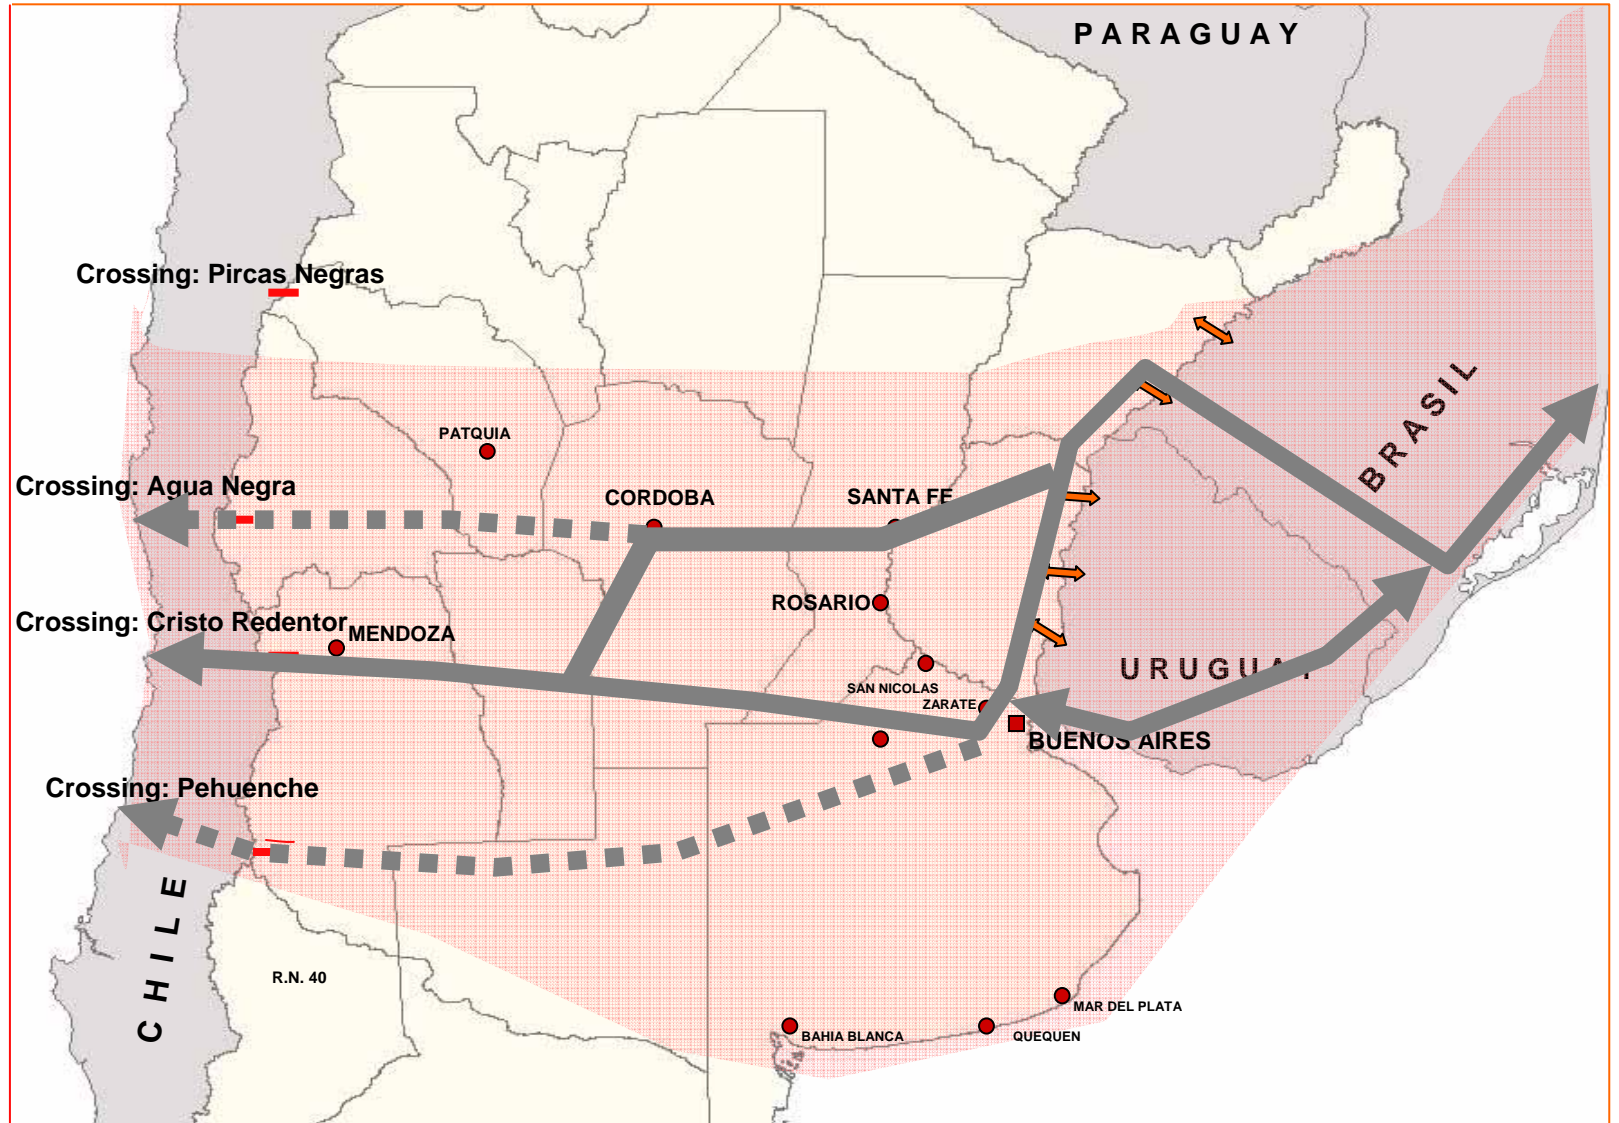 PARAGUAY
Crossing: Pircas Negras
BRASIL
PATQUIA
Crossing: Agua Negra
CORDOBA
SANTA FE
ROSARIO
Crossing: Cristo Redentor
MENDOZA
URUGUAY
SAN NICOLAS
ZARATE
BUENOS AIRES
Crossing: Pehuenche
CHILE
R.N. 40
MAR DEL PLATA
BAHIA BLANCA
QUEQUEN